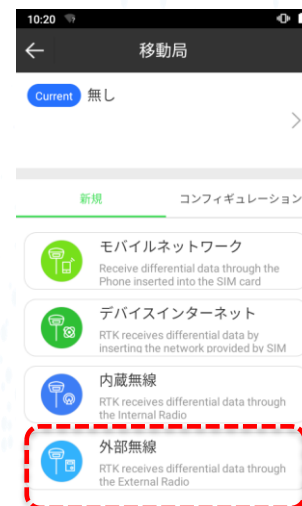 10:20
移動局
Current 無し
新規 コンフィギュレーション
モバイルネットワーク
Receive differential data through the
Phone inserted into the SIM card
デバイスインターネット
RTK receives differential data by
inserting the network provided by SIM
内蔵無線
RTK receives differential data through
the Internal Radio
外部無線
RTK receives differential data through
the External Radio